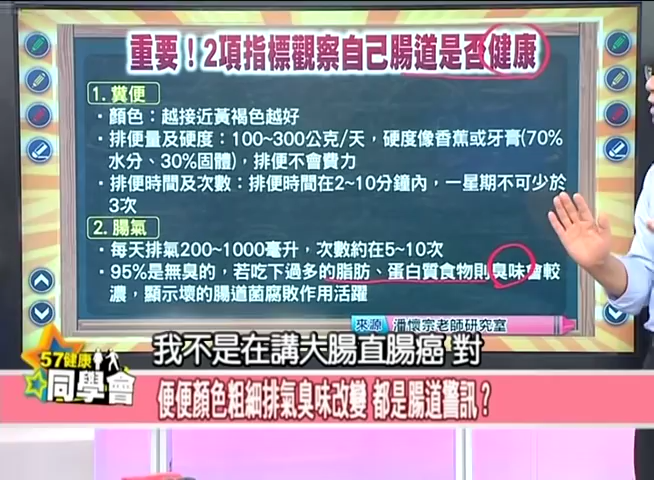 重要！2項指標觀察自己腸道是否健康
1. 糞便
・顏色：越接近黃褐色越好
・排便量及硬度：100~300公克/天，硬度像香蕉或牙膏(70%
水分、30%固體)，排便不會費力
・排便時間及次數：排便時間在2~10分鐘內，一星期不可少於
3次
2. 腸氣
・每天排氣200~1000毫升，次數約在5~10次
・95%是無臭的，若吃下過多的脂肪、蛋白質食物則臭味會較
濃，顯示壞的腸道菌腐敗作用活躍
來源 潘懷宗老師研究室
我不是在講大腸直腸癌 對
57健康
同學會
便便顏色粗細排氣臭味改變 都是腸道警訊？